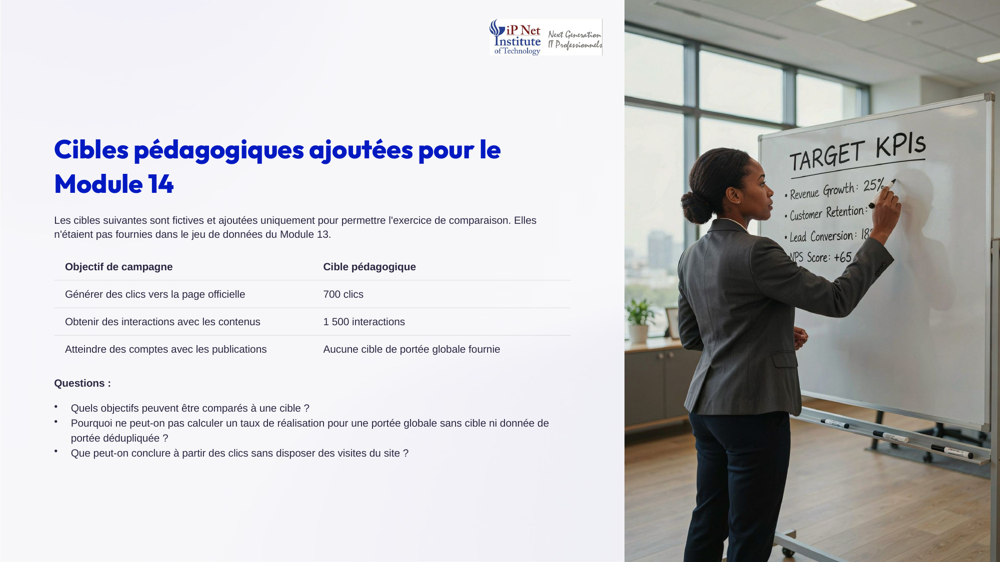 iP Net
Institute
of Technology
Next Generation
IT Professionnels
Cibles pédagogiques ajoutées pour le
Module 14
Les cibles suivantes sont fictives et ajoutées uniquement pour permettre l'exercice de comparaison. Elles
n'étaient pas fournies dans le jeu de données du Module 13.
Objectif de campagne Cible pédagogique
Générer des clics vers la page officielle 700 clics
Obtenir des interactions avec les contenus 1 500 interactions
Atteindre des comptes avec les publications Aucune cible de portée globale fournie
Questions :
• Quels objectifs peuvent être comparés à une cible ?
• Pourquoi ne peut-on pas calculer un taux de réalisation pour une portée globale sans cible ni donnée de
portée dédupliquée ?
• Que peut-on conclure à partir des clics sans disposer des visites du site ?
TARGET KPIs
• Revenue Growth: 25%
• Customer Retention:
• Lead Conversion: 18
NPS Score: +65